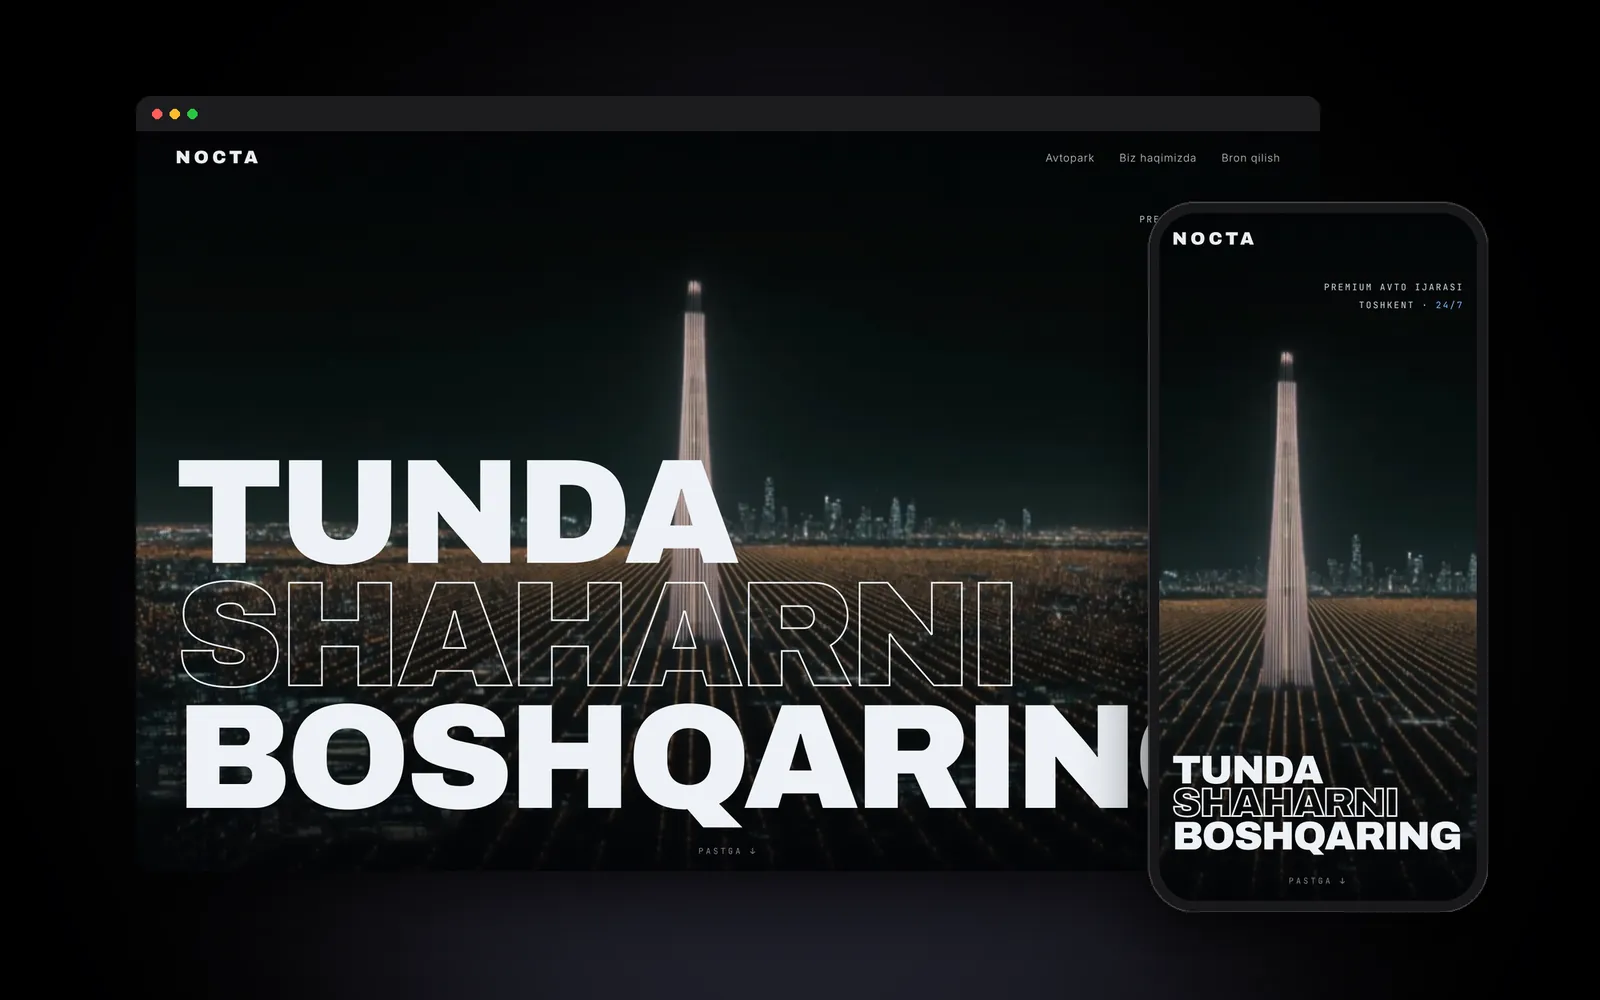 NOCTA
Avtopark Biz haqimizda Bron qilish
PRE
TUNDA
SHAHARNI
BOSHQARIN
PASTGA ↓
NOCTA
PREMIUM AVTO IJARASI
TOSHKENT · 24/7
TUNDA
SHAHARNI
BOSHQARING
PASTGA ↓